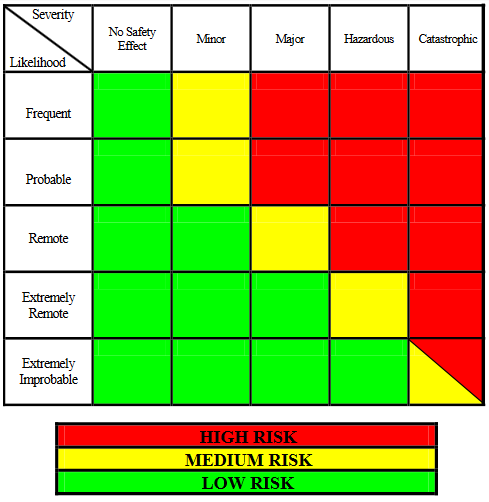 Severity
Likelihood
No Safety
Effect
Minor
Major
Hazardous
Catastrophic
Frequent
Probable
Remote
Extremely
Remote
Extremely
Improbable
HIGH RISK
MEDIUM RISK
LOW RISK